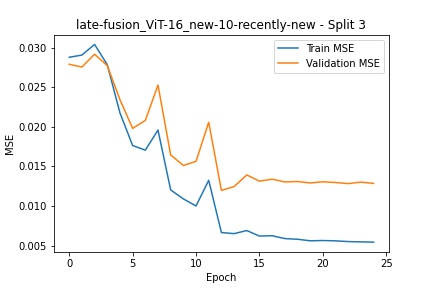 late-fusion_ViT-16_new-10-recently-new - Split 3
Train MSE
Validation MSE
0.030
0.025
0.020
0.015
0.010
0.005
MSE
0 5 10 15 20 25
Epoch